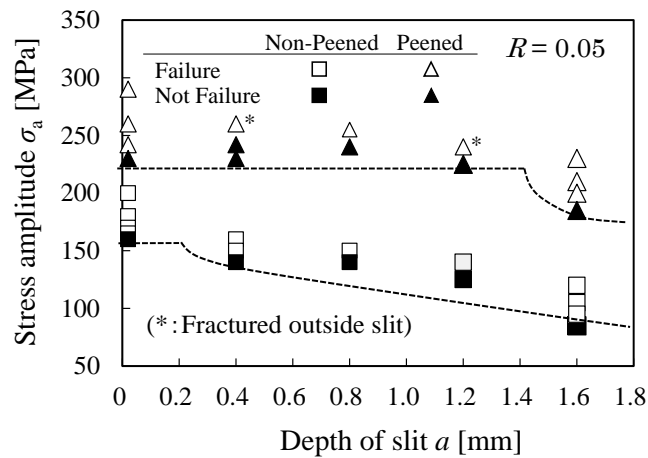 Non-Peened Peened
R = 0.05
Failure □ △
Not Failure ■ ▲
* *
(*:Fractured outside slit)
Stress amplitude σa [MPa]
300
250
200
150
100
50
0 0.2 0.4 0.6 0.8 1.0 1.2 1.4 1.6 1.8
Depth of slit a [mm]